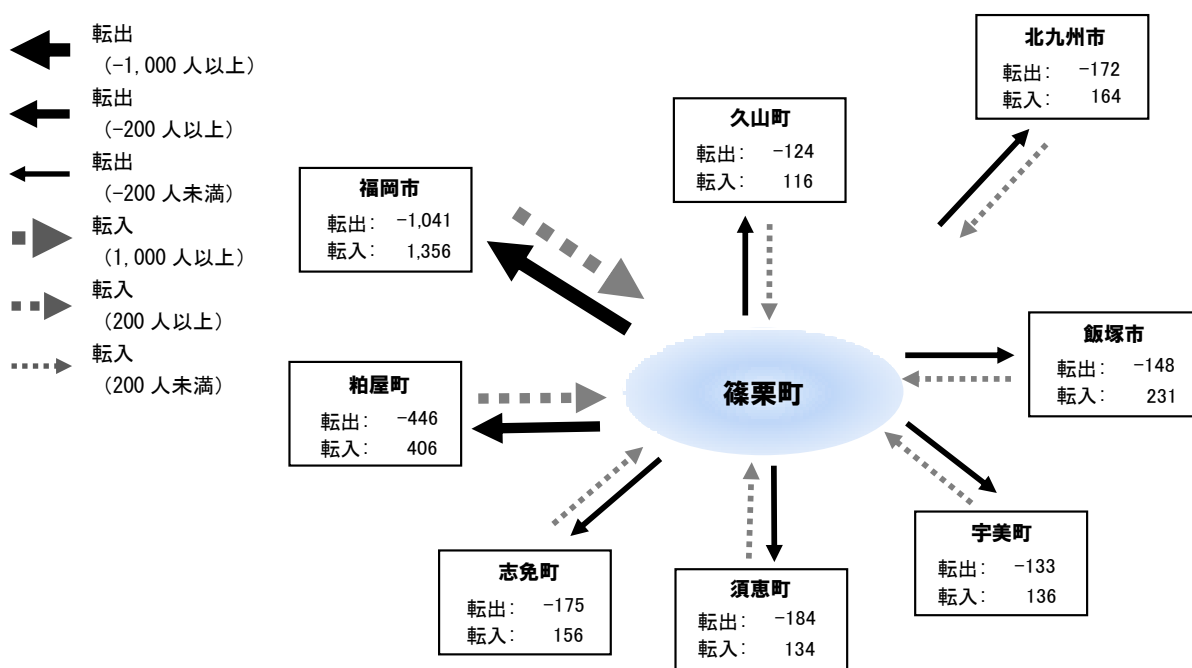 転出
（-1,000 人以上）
転出
（-200 人以上）
転出
（-200 人未満）
転入
（1,000 人以上）
転入
（200 人以上）
転入
（200 人未満）
北九州市
転出： -172
転入： 164
久山町
転出： -124
転入： 116
福岡市
転出： -1,041
転入： 1,356
飯塚市
転出： -148
転入： 231
篠栗町
粕屋町
転出： -446
転入： 406
宇美町
転出： -133
転入： 136
志免町
転出： -175
転入： 156
須恵町
転出： -184
転入： 134